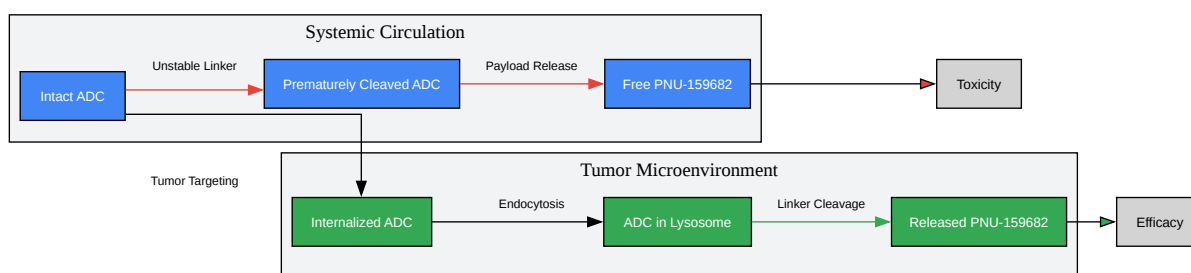 Systemic Circulation
Unstable Linker
Payload Release
Intact ADC
Prematurely Cleaved ADC
Free PNU-159682
Toxicity
Tumor Targeting
Tumor Microenvironment
Endocytosis
Linker Cleavage
Internalized ADC
ADC in Lysosome
Released PNU-159682
Efficacy